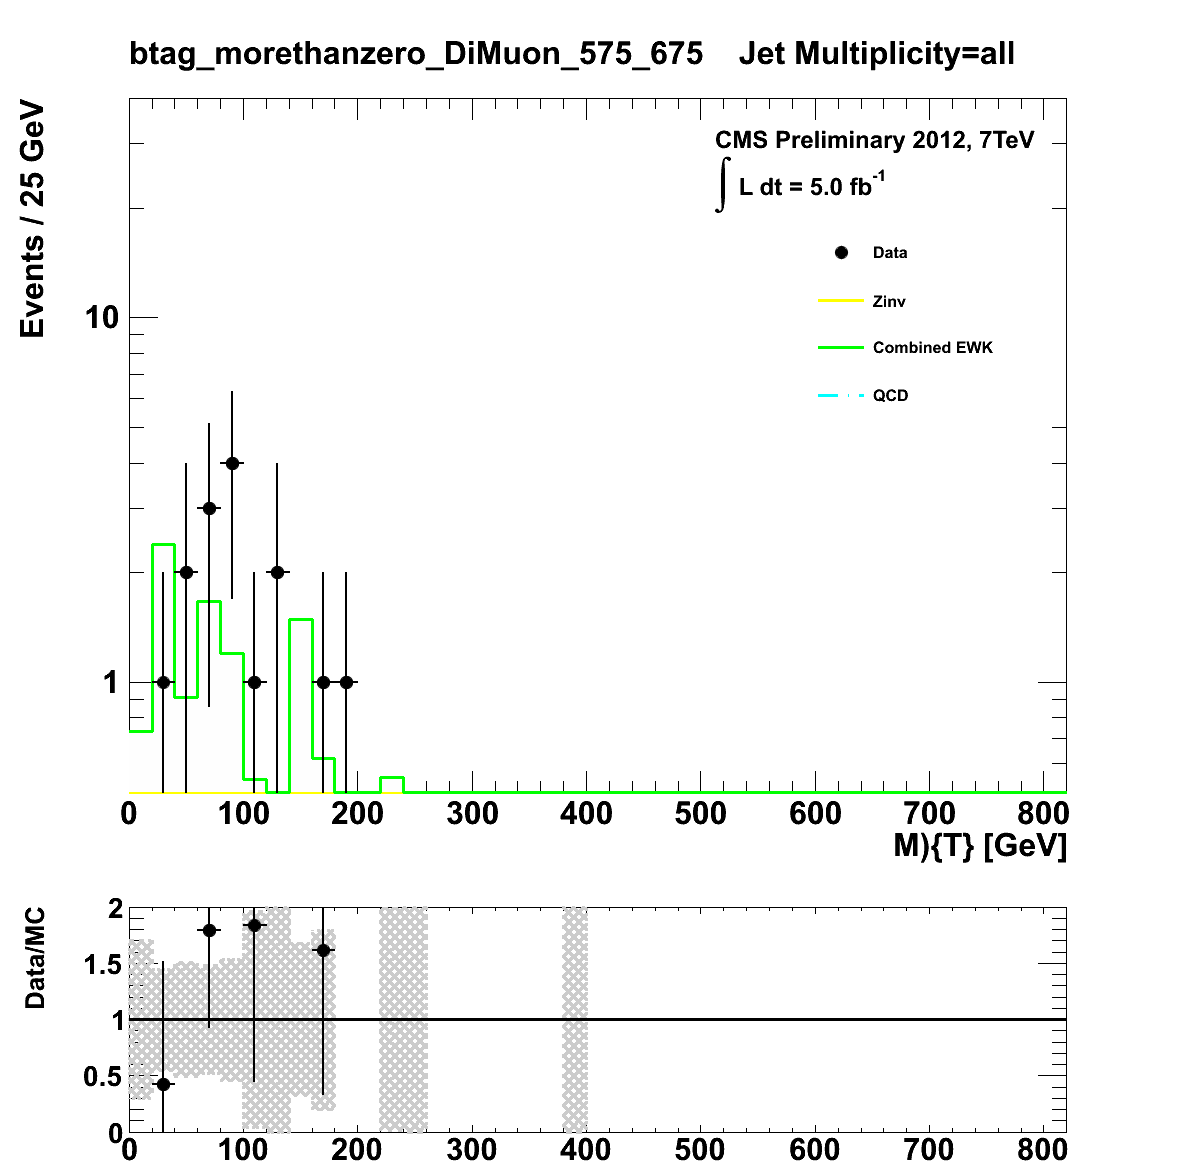 btag_morethanzero_DiMuon_575_675 Jet Multiplicity=all
Events / 25 GeV
CMS Preliminary 2012, 7TeV
∫ L dt = 5.0 fb-1
Data
Zinv
Combined EWK
QCD
10
1
0 100 200 300 400 500 600 700 800
M){T} [GeV]
Data/MC
2
1.5
1
0.5
0
0 100 200 300 400 500 600 700 800